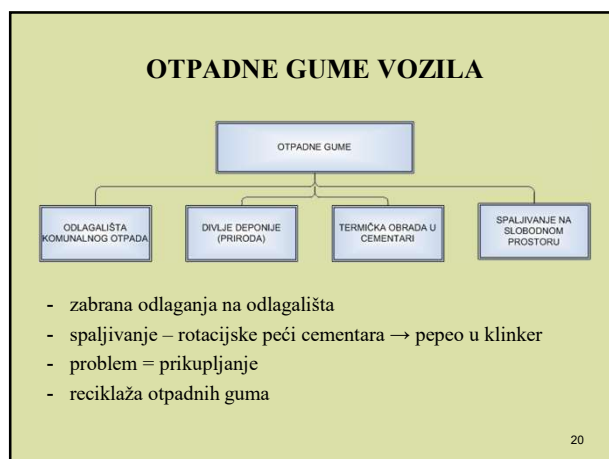 OTPADNE GUME VOZILA
OTPADNE GUME
ODLAGALIŠTA
KOMUNALNOG OTPADA
DIVLJE DEPONIJE
(PRIRODA)
TERMIČKA OBRADA U
CEMENTARI
SPALJIVANJE NA
SLOBODNOM
PROSTORU
- zabrana odlaganja na odlagališta
- spaljivanje – rotacijske peći cementara → pepeo u klinker
- problem = prikupljanje
- reciklaža otpadnih guma
20